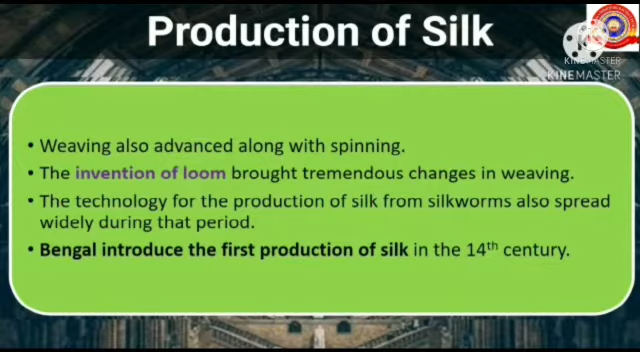 Production of Silk
KINEMASTER
KINEMASTER
• Weaving also advanced along with spinning.
• The invention of loom brought tremendous changes in weaving.
• The technology for the production of silk from silkworms also spread
widely during that period.
• Bengal introduce the first production of silk in the 14th century.